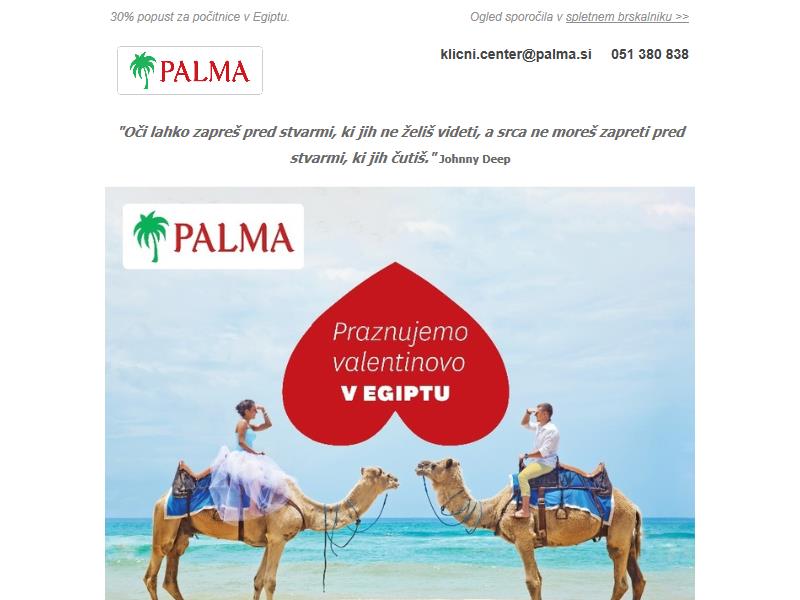 30% popust za počitnice v Egiptu.
Ogled sporočila v spletnem brskalniku >>
PALMA
klicni.center@palma.si 051 380 838
"Oči lahko zapreš pred stvarmi, ki jih ne želiš videti, a srca ne moreš zapreti pred
stvarmi, ki jih čutiš." Johnny Deep
PALMA
Praznujemo
valentinovo
V EGIPTU